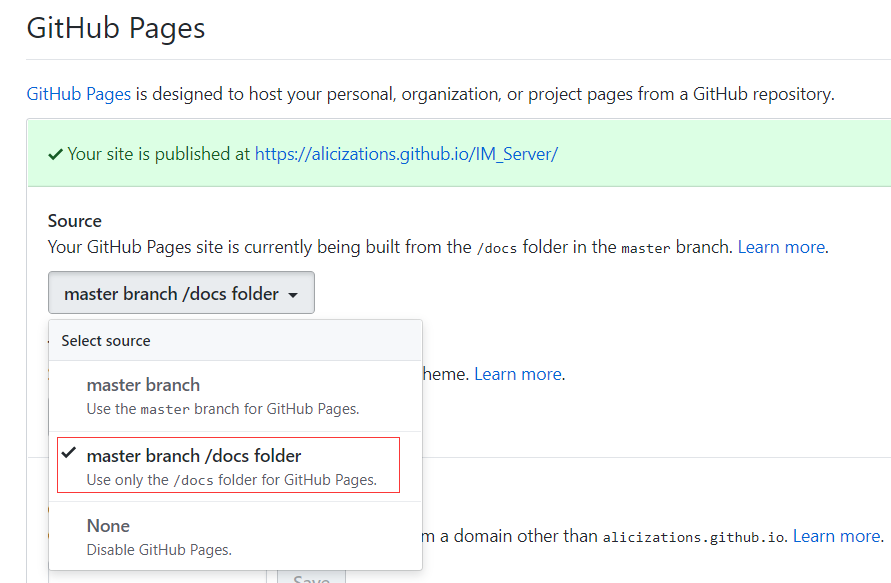 GitHub Pages
GitHub Pages is designed to host your personal, organization, or project pages from a GitHub repository.
Your site is published at https://alicizations.github.io/IM_Server/
Source
Your GitHub Pages site is currently being built from the /docs folder in the master branch. Learn more.
master branch /docs folder
Select source
heme. Learn more.
master branch
Use the master branch for GitHub Pages.
master branch /docs folder
Use only the /docs folder for GitHub Pages.
None
m a domain other than alicizations.github.io. Learn more.
Disable GitHub Pages.
Save